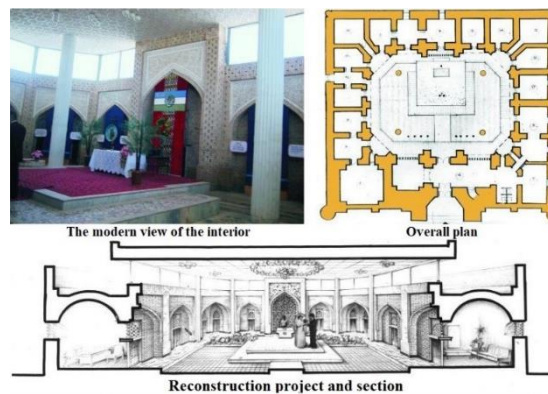 The modern view of the interior
Overall plan
Reconstruction project and section